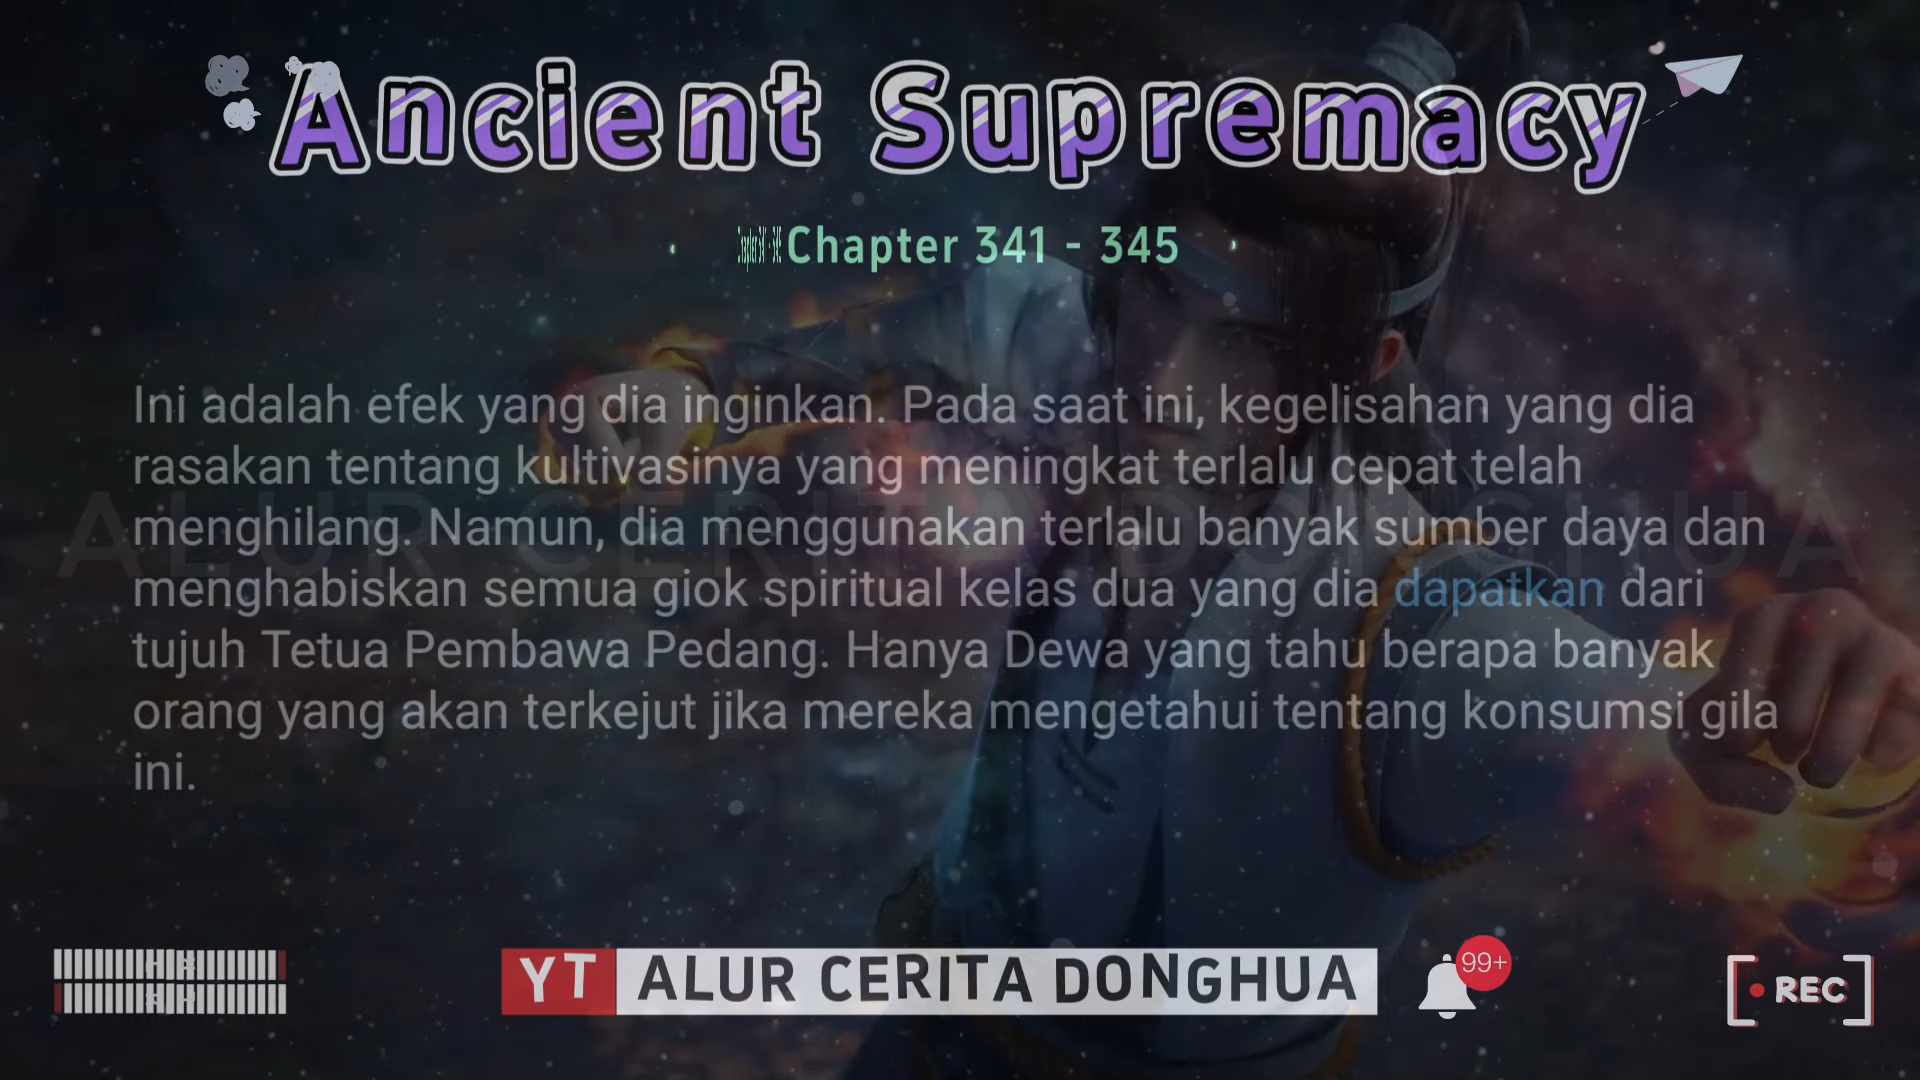 Ancient Supremacy
Chapter 341 - 345
Ini adalah efek yang dia inginkan. Pada saat ini, kegelisahan yang dia
rasakan tentang kultivasinya yang meningkat terlalu cepat telah
menghilang. Namun, dia menggunakan terlalu banyak sumber daya dan
menghabiskan semua giok spiritual kelas dua yang dia dapatkan dari
tujuh Tetua Pembawa Pedang. Hanya Dewa yang tahu berapa banyak
orang yang akan terkejut jika mereka mengetahui tentang konsumsi gila
ini.
ALUR CERITA DONGHUA
YT ALUR CERITA DONGHUA
99+
REC